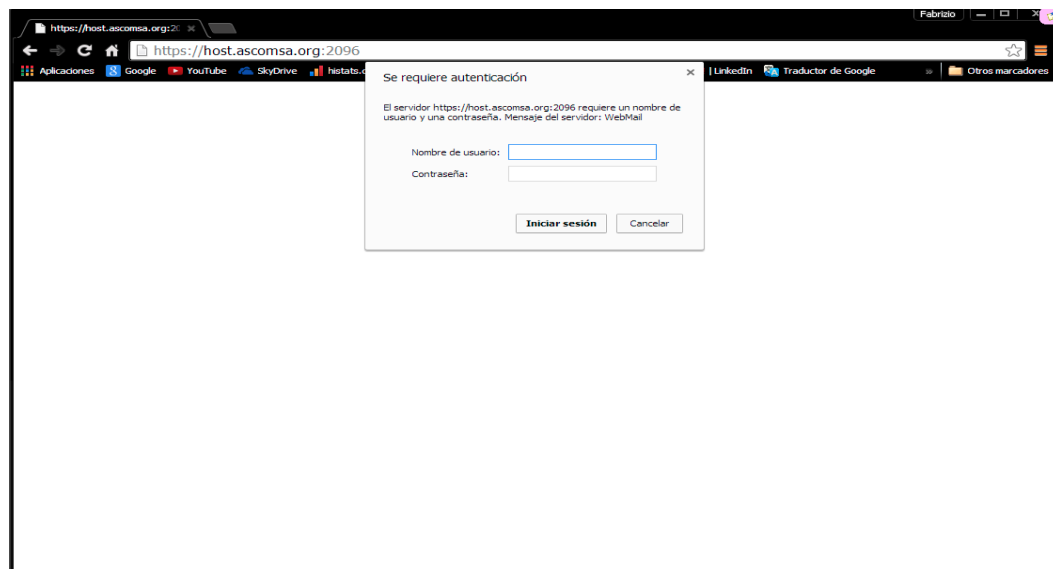 Fabrizio
https://host.ascomsa.org:20
https://host.ascomsa.org:2096
Aplicaciones Google YouTube SkyDrive histats.c | LinkedIn Traductor de Google » Otros marcadores
Se requiere autenticación
El servidor https://host.ascomsa.org:2096 requiere un nombre de
usuario y una contraseña. Mensaje del servidor: WebMail
Nombre de usuario:
Contraseña:
Iniciar sesión Cancelar